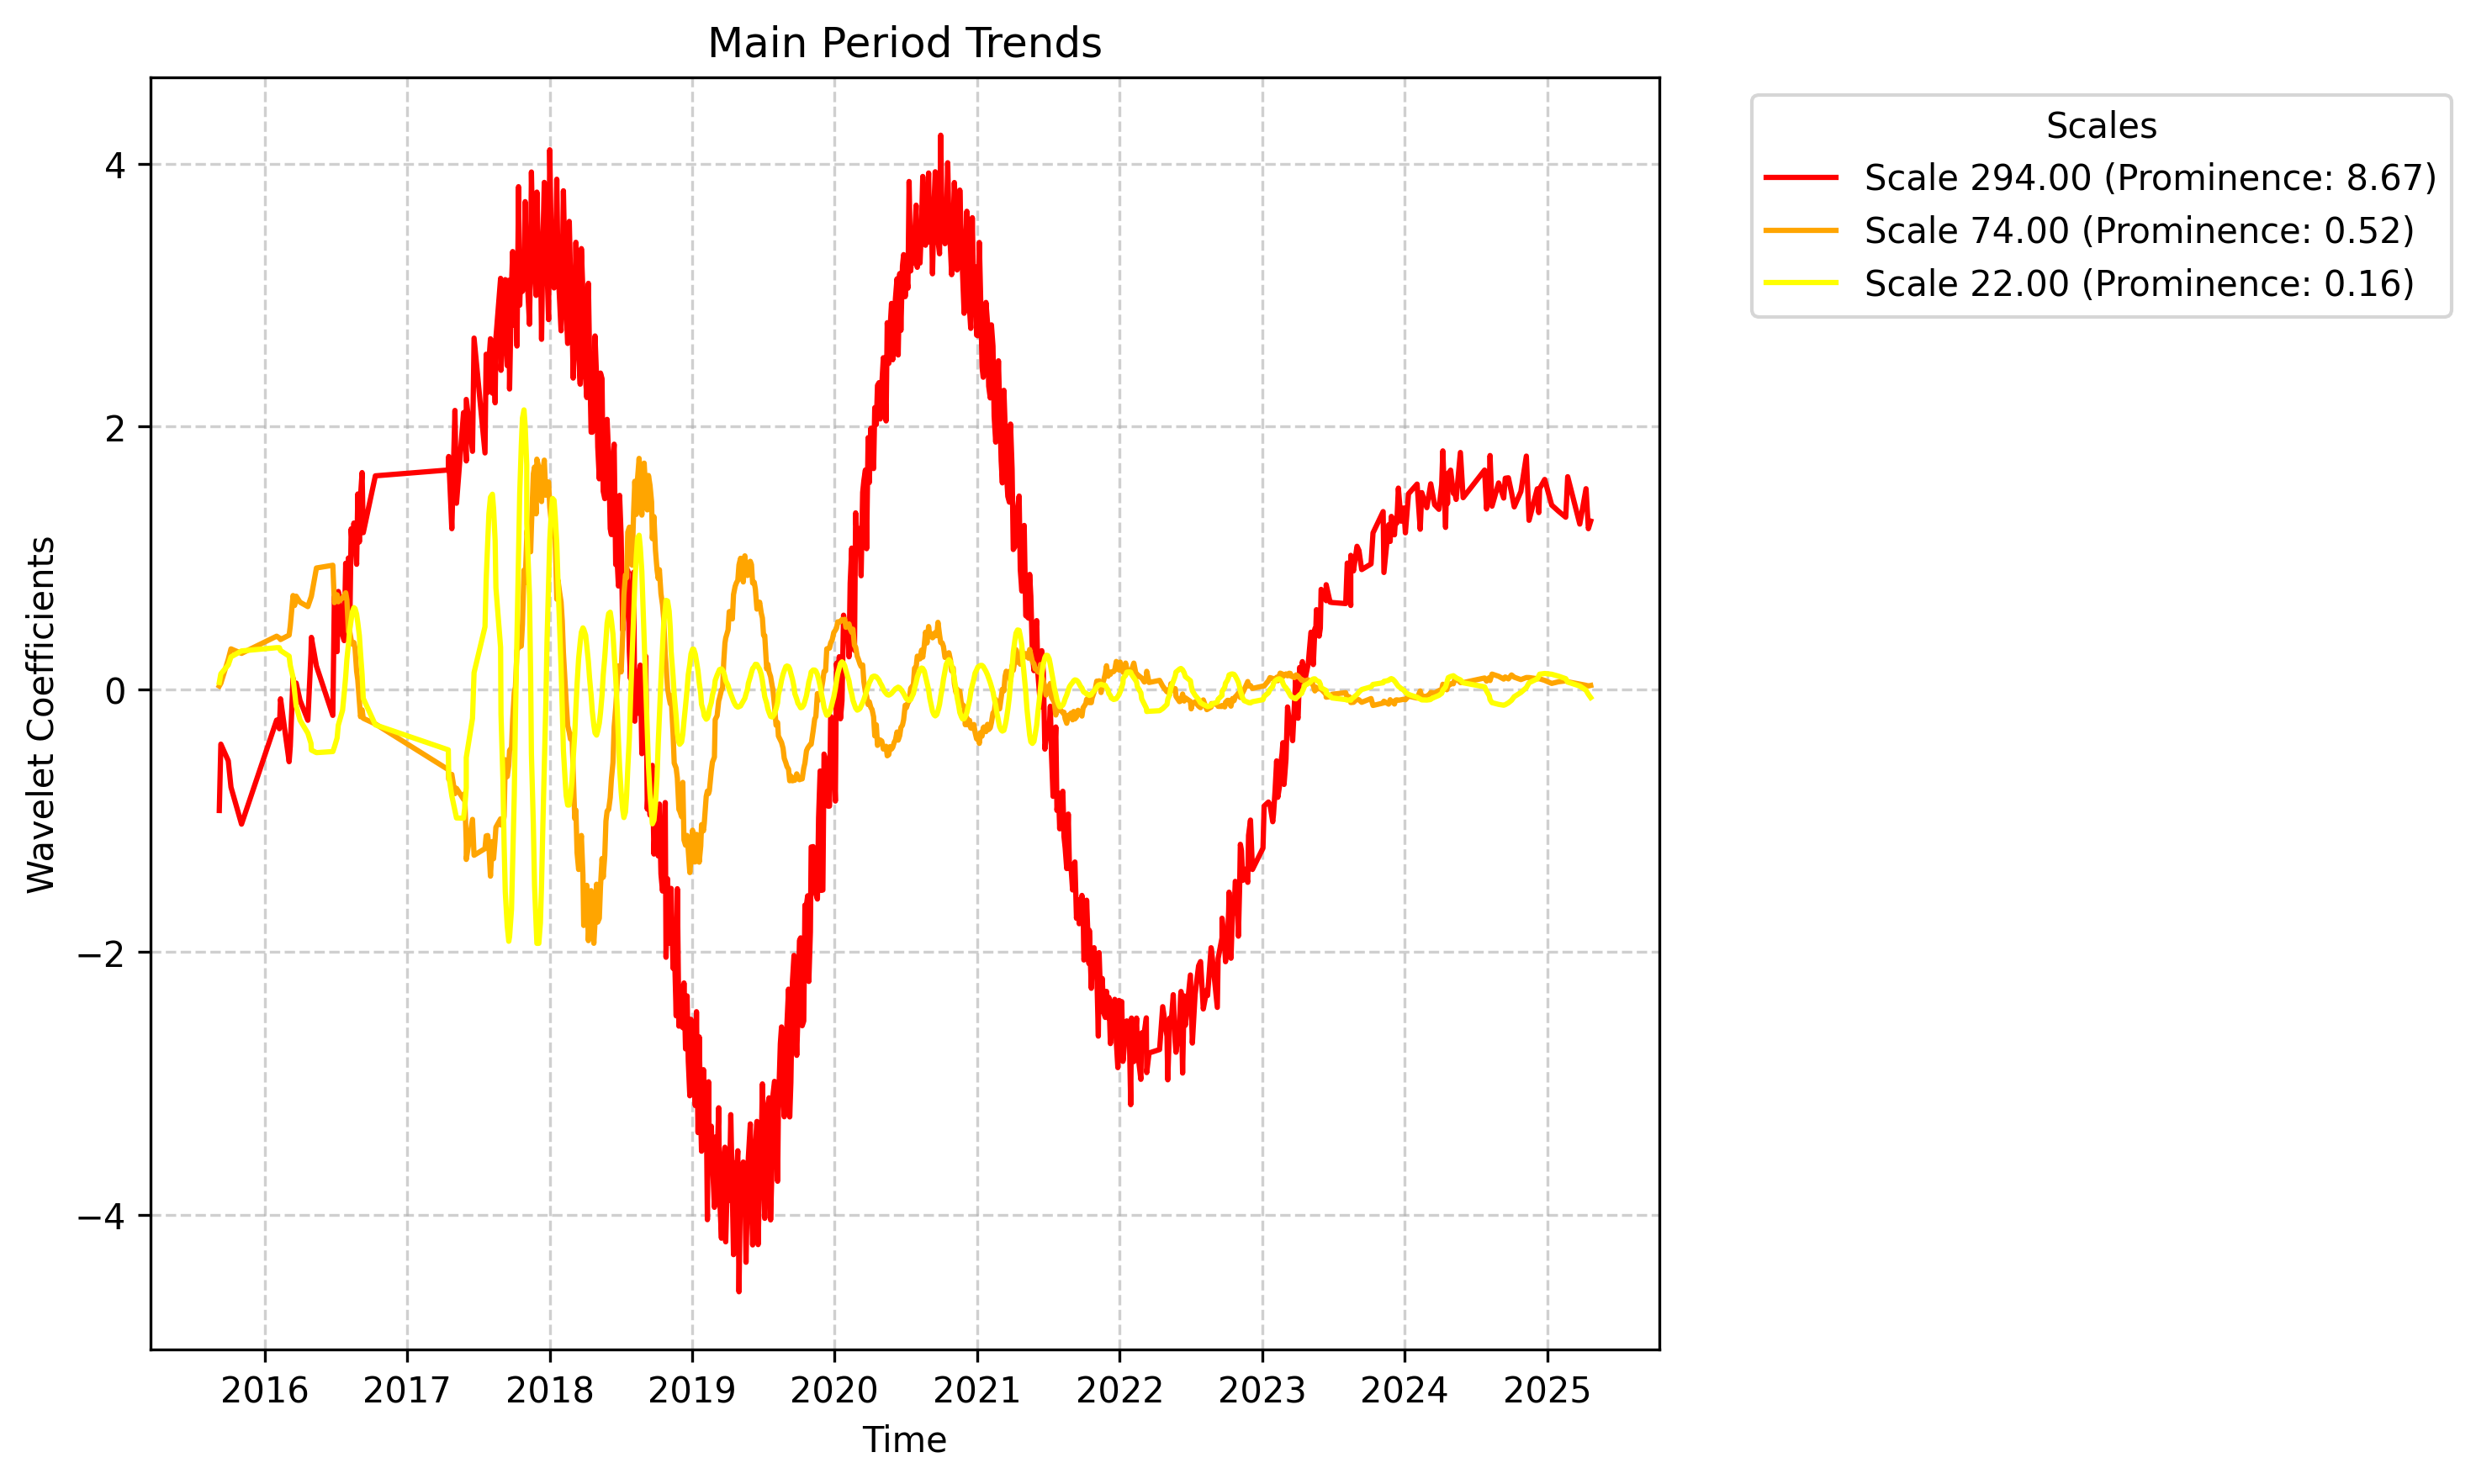 Main Period Trends
Scales
Scale 294.00 (Prominence: 8.67)
Scale 74.00 (Prominence: 0.52)
Scale 22.00 (Prominence: 0.16)
Wavelet Coefficients
4
2
0
−2
−4
2016 2017 2018 2019 2020 2021 2022 2023 2024 2025
Time